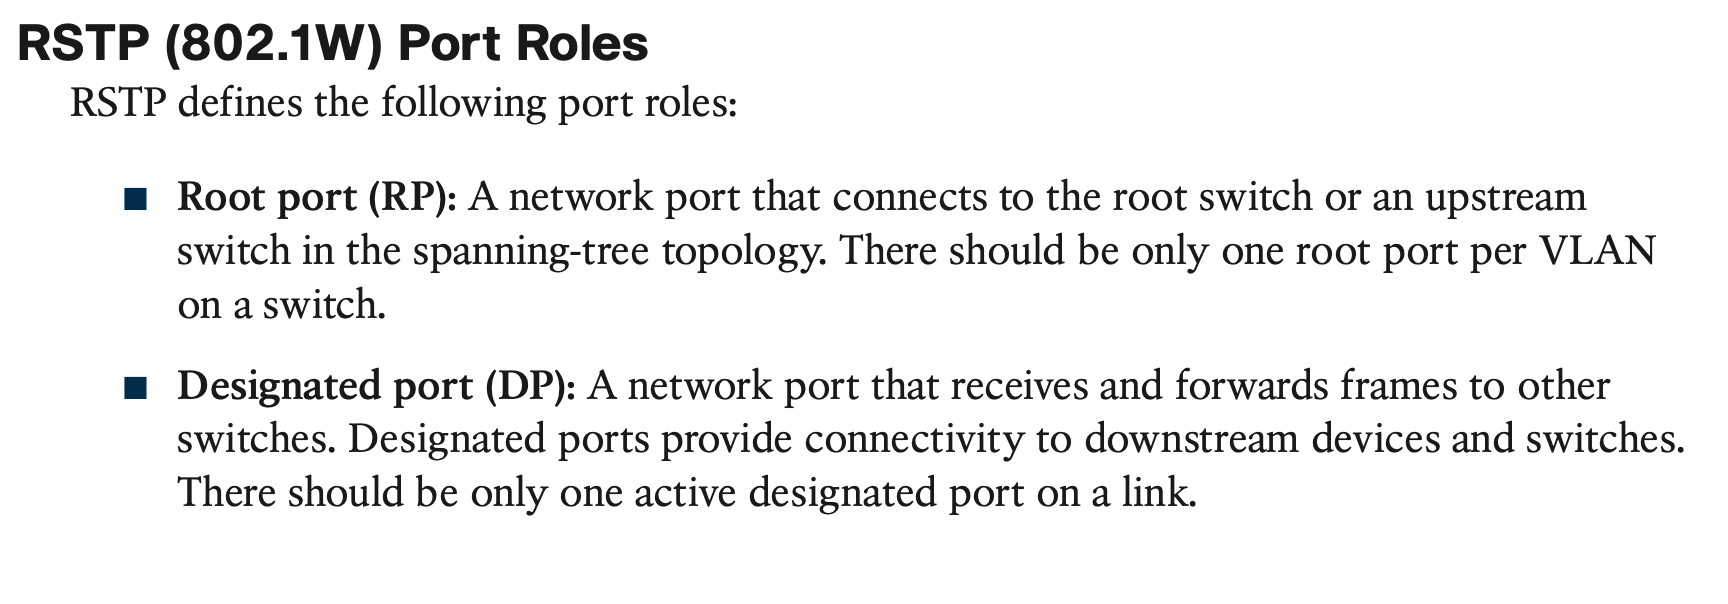 RSTP (802.1W) Port Roles
RSTP defines the following port roles:
■ Root port (RP): A network port that connects to the root switch or an upstream
switch in the spanning-tree topology. There should be only one root port per VLAN
on a switch.
■ Designated port (DP): A network port that receives and forwards frames to other
switches. Designated ports provide connectivity to downstream devices and switches.
There should be only one active designated port on a link.